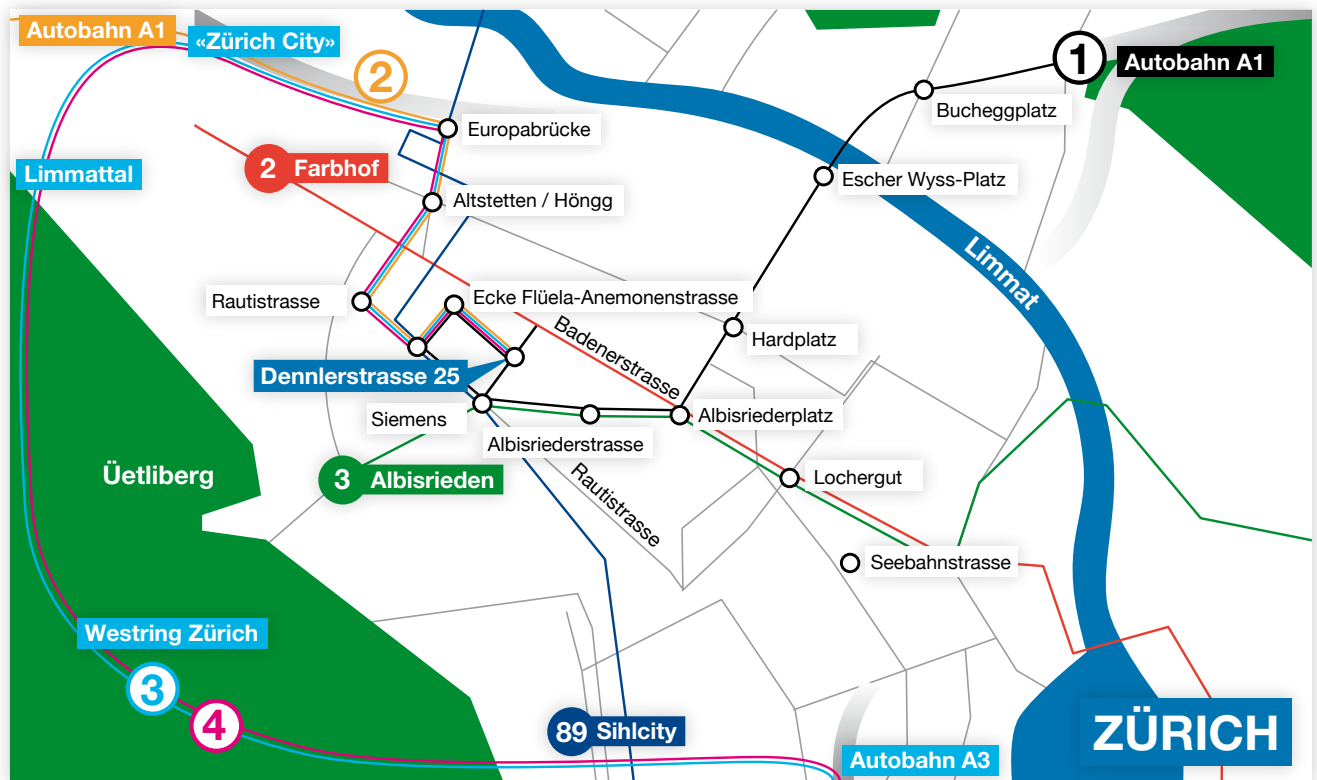 Autobahn A1
«Zürich City»
2
1
Autobahn A1
Bucheggplatz
Europabrücke
Limmattal
2 Farbhof
Escher Wyss-Platz
Altstetten / Höngg
Limmat
Rautistrasse
Ecke Flüela-Anemonenstrasse
Badenerstrasse
Hardplatz
Dennlerstrasse 25
Siemens
Albisriederstrasse
Albisriederplatz
Üetliberg
3 Albisrieden
Rautistrasse
Lochergut
Seebahnstrasse
Westring Zürich
3
4
89 Sihlcity
Autobahn A3
ZÜRICH